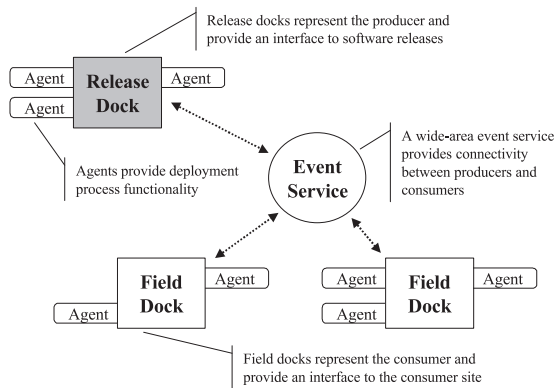 Release docks represent the producer and
provide an interface to software releases
Agent
Release
Dock
Agent
Agent
Agents provide deployment
process functionality
Event
Service
A wide-area event service
provides connectivity
between producers and
consumers
Field
Dock
Agent
Agent
Agent
Field
Dock
Agent
Agent
Field docks represent the consumer and
provide an interface to the consumer site